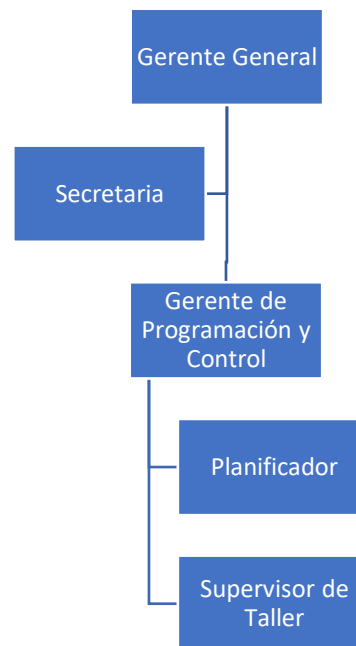 Gerente General
Secretaria
Gerente de
Programación y
Control
Planificador
Supervisor de
Taller